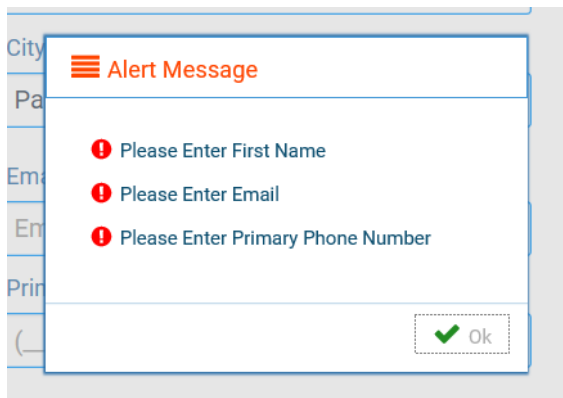 City
Alert Message
Pa
Please Enter First Name
Ema
Please Enter Email
Em
Please Enter Primary Phone Number
Prin
(__
Ok